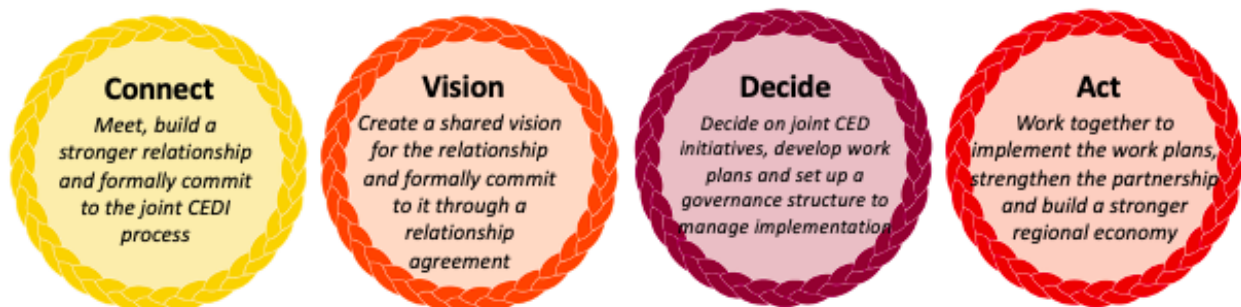 Connect
Meet, build a
stronger relationship
and formally commit
to the joint CEDI
process
Vision
Create a shared vision
for the relationship
and formally commit
to it through a
relationship
agreement
Decide
Decide on joint CED
initiatives, develop work
plans and set up a
governance structure to
manage implementation
Act
Work together to
implement the work plans,
strengthen the partnership
and build a stronger
regional economy